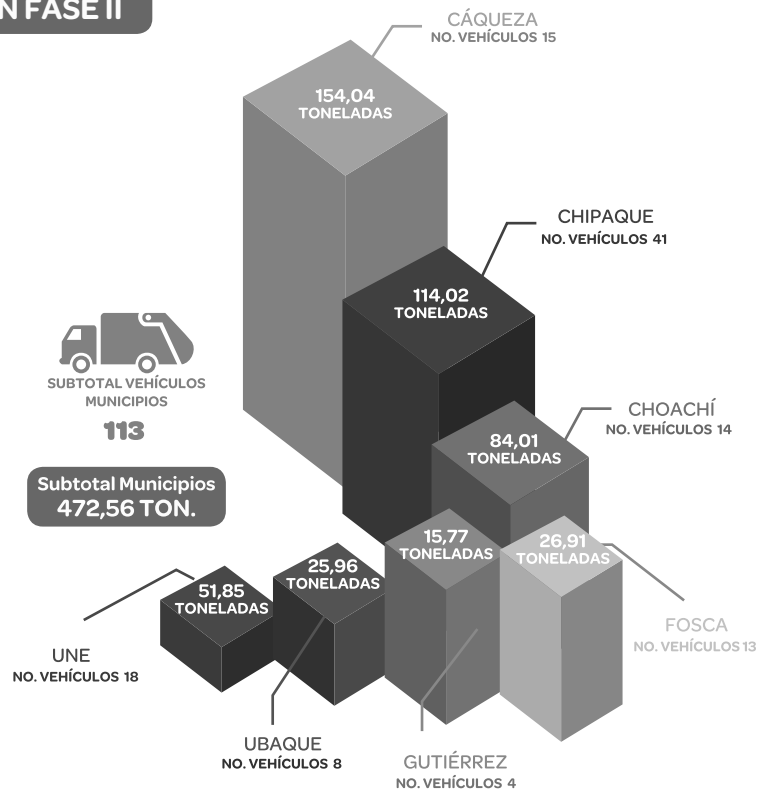 N FASE II
CÁQUEZA
NO. VEHÍCULOS 15
154,04
TONELADAS
CHIPAQUE
NO. VEHÍCULOS 41
114,02
TONELADAS
SUBTOTAL VEHÍCULOS
MUNICIPIOS
113
CHOACHÍ
NO. VEHÍCULOS 14
84,01
TONELADAS
Subtotal Municipios
472,56 TON.
15,77
TONELADAS
26,91
TONELADAS
25,96
TONELADAS
51,85
TONELADAS
FOSCA
NO. VEHÍCULOS 13
UNE
NO. VEHÍCULOS 18
UBAQUE
NO. VEHÍCULOS 8
GUTIÉRREZ
NO. VEHÍCULOS 4